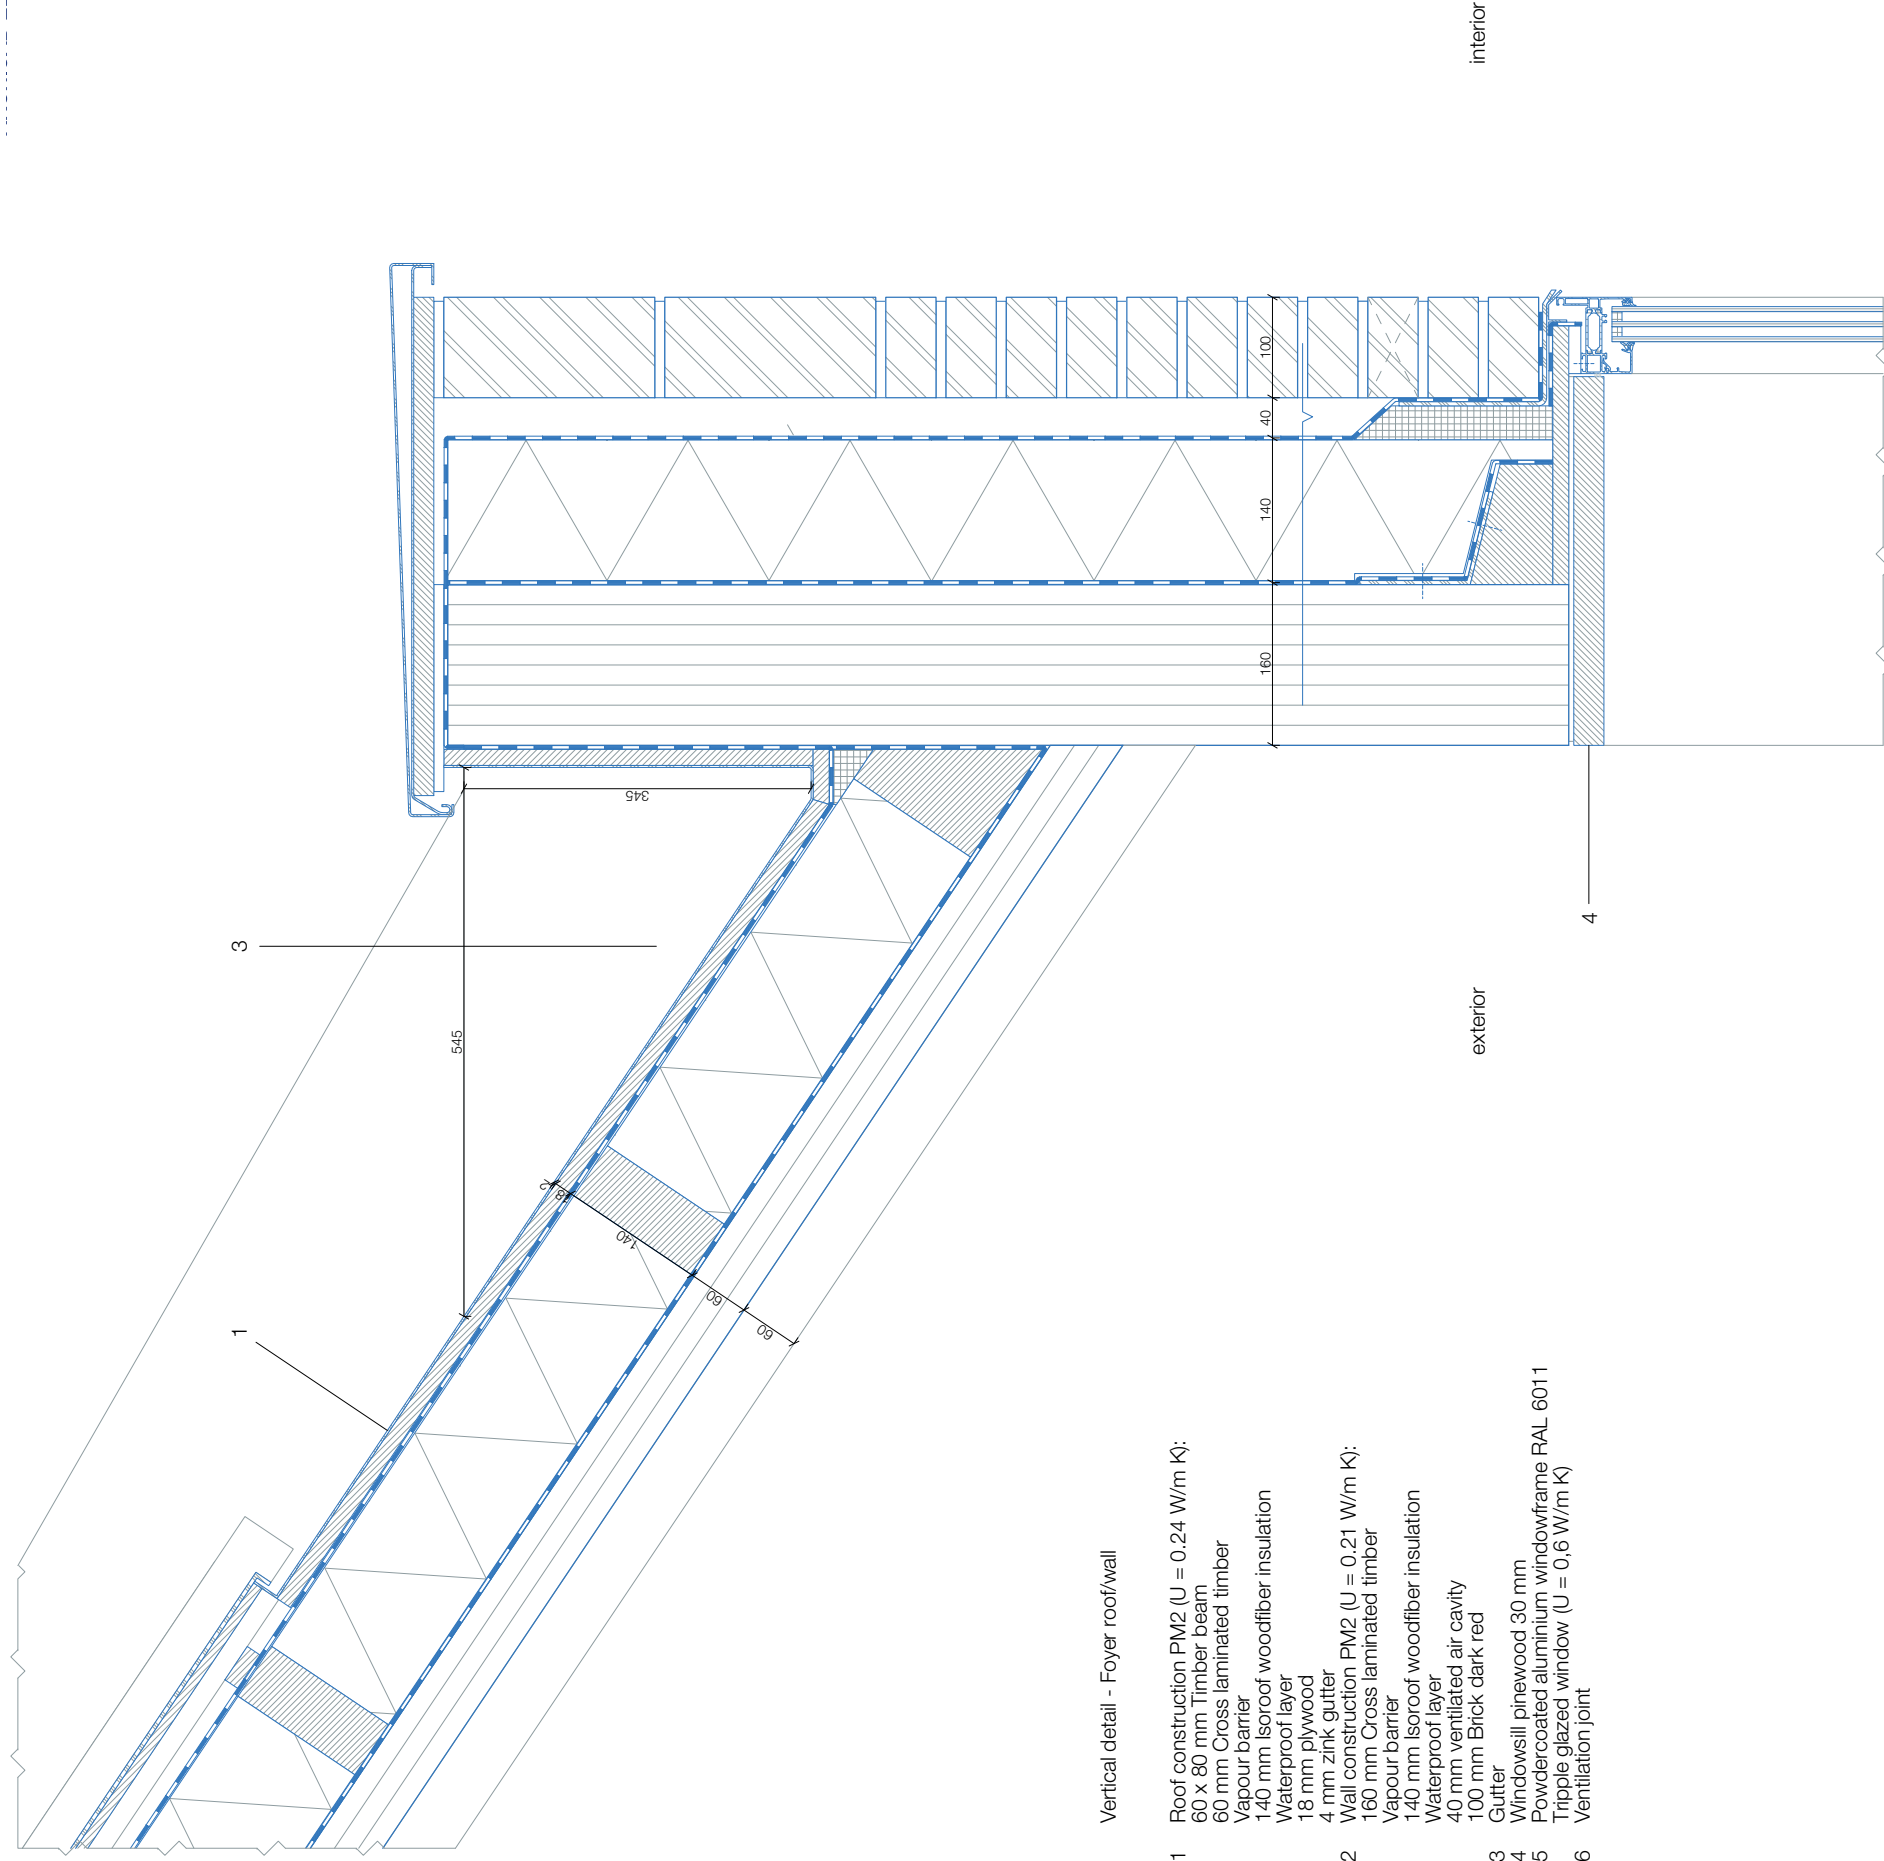 interior
exterior
1
3
4
100
40
140
160
345
545
2
18
140
60
60
Vertical detail - Foyer roof/wall
1 Roof construction PM2 (U = 0.24 W/m K):
60 x 80 mm Timber beam
60 mm Cross laminated timber
Vapour barrier
140 mm Isoroof woodfiber insulation
Waterproof layer
18 mm plywood
4 mm zink gutter
2 Wall construction PM2 (U = 0.21 W/m K):
160 mm Cross laminated timber
Vapour barrier
140 mm Isoroof woodfiber insulation
Waterproof layer
40 mm ventilated air cavity
100 mm Brick dark red
3 Gutter
4 Windowsill pinewood 30 mm
5 Powdercoated aluminium windowframe RAL 6011
Tripple glazed window (U = 0,6 W/m K)
6 Ventilation joint